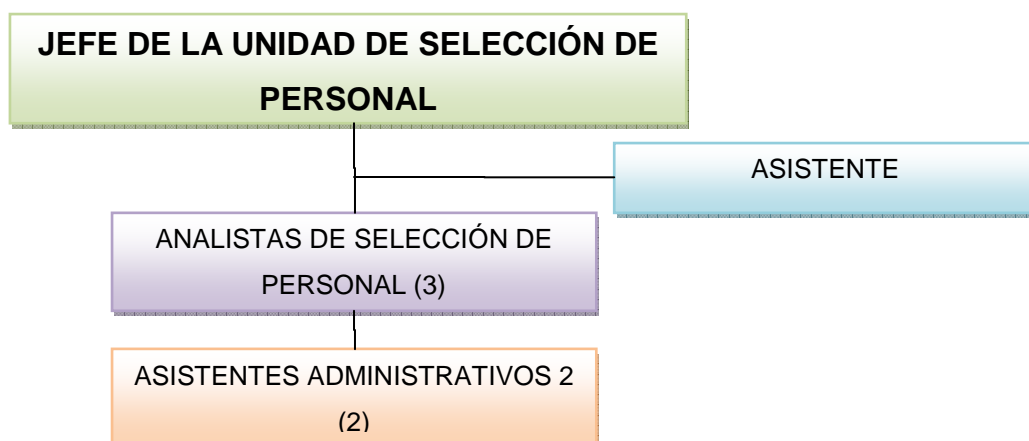 JEFE DE LA UNIDAD DE SELECCIÓN DE
PERSONAL
ASISTENTE
ANALISTAS DE SELECCIÓN DE
PERSONAL (3)
ASISTENTES ADMINISTRATIVOS 2
(2)